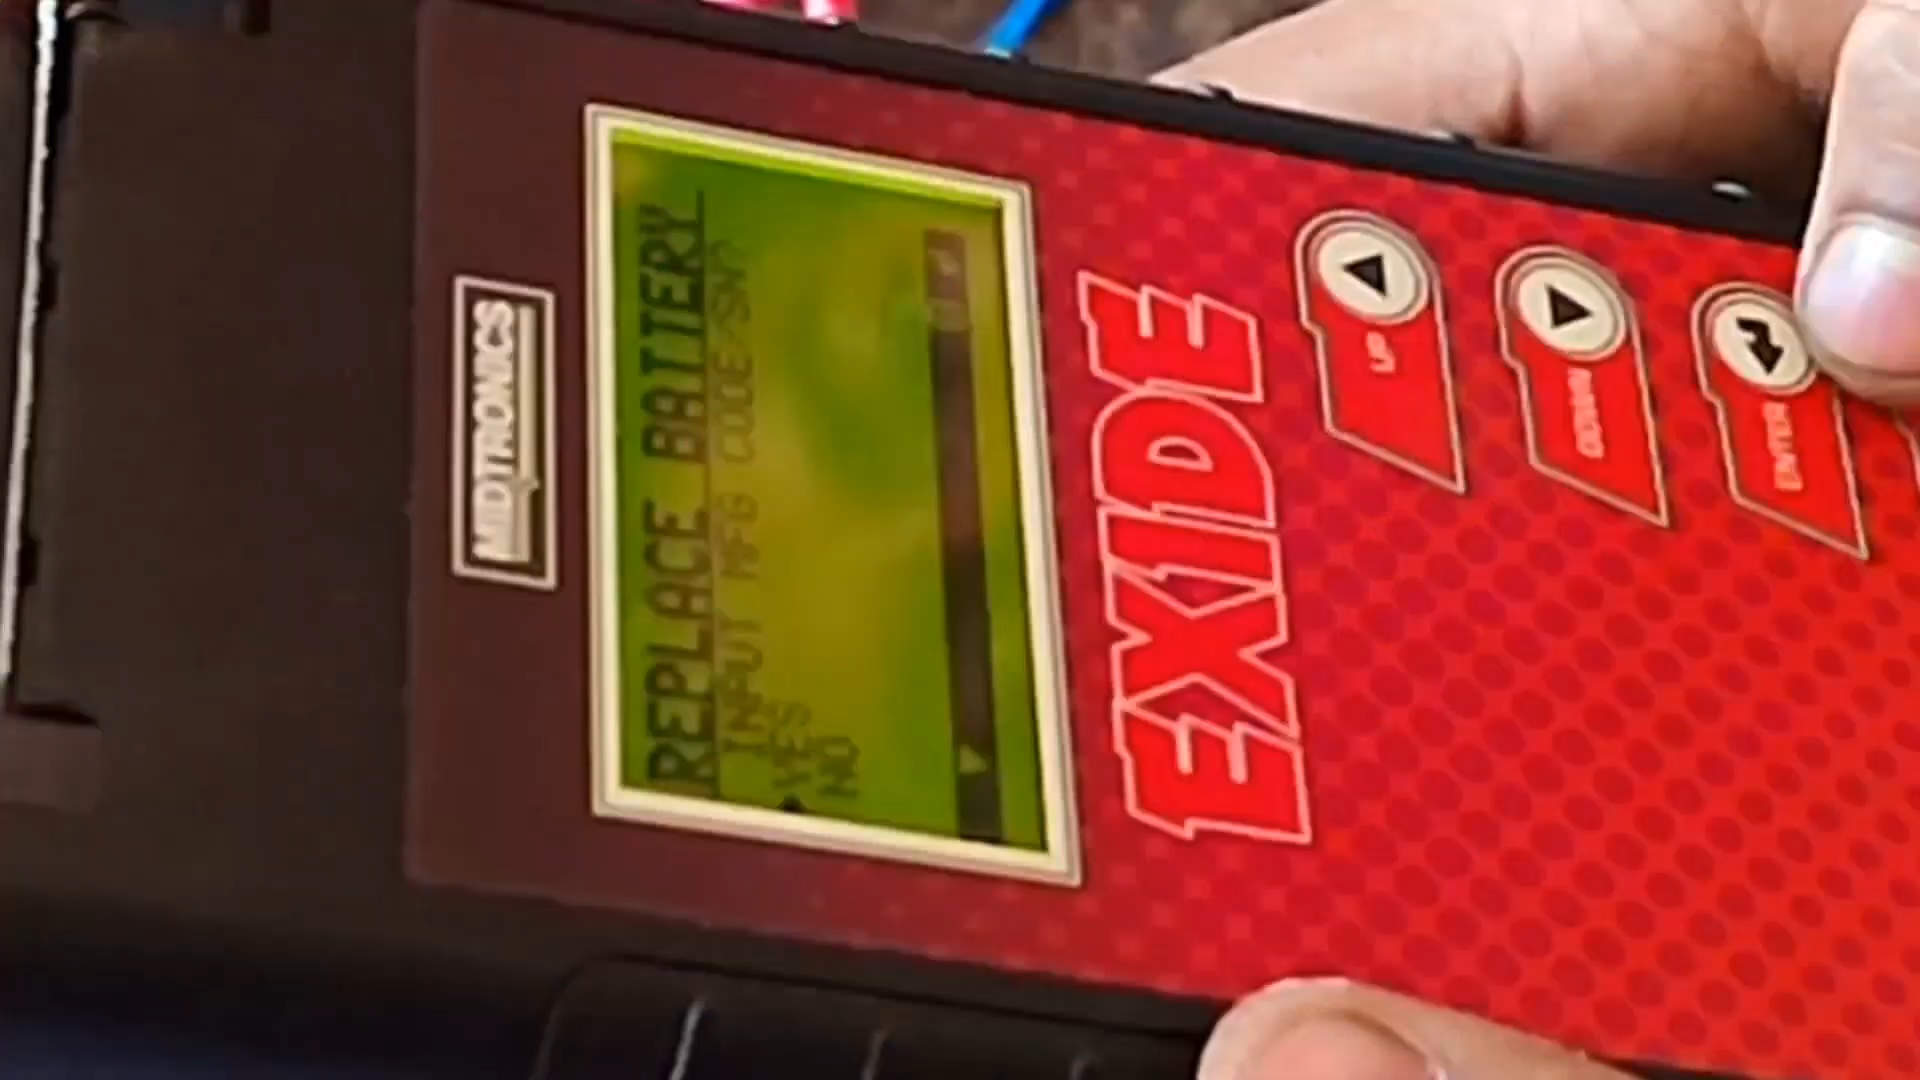 MIDTRONICS
REPLACE BATTERY
INPUT MFG CODE/SN?
YES
NO
EXIDE
UP
DOWN
ENTER